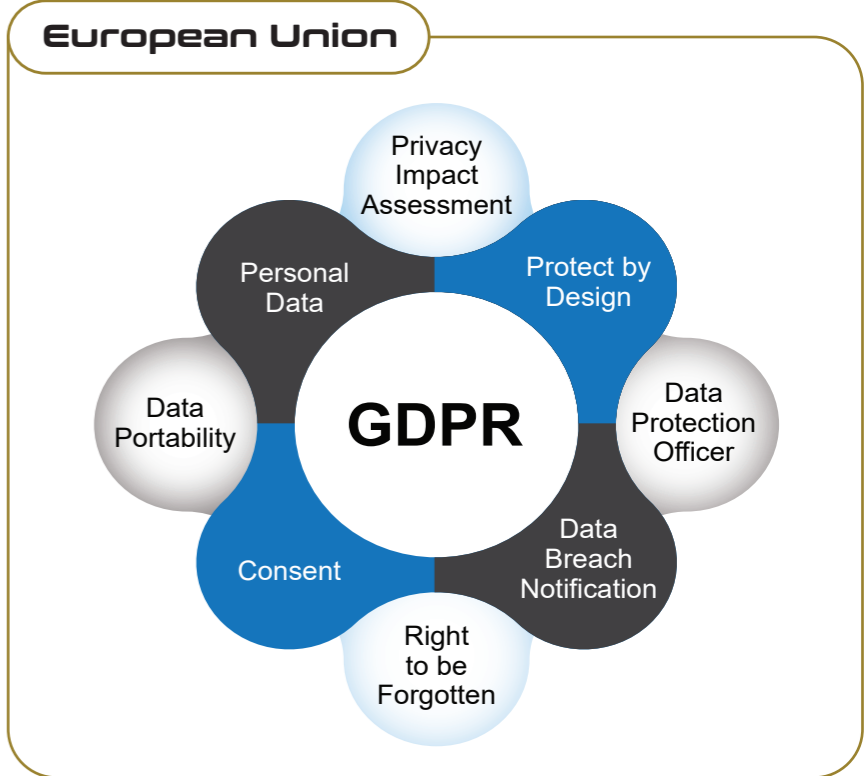 European Union
Privacy
Impact
Assessment
Personal
Data
Protect by
Design
Data
Portability
GDPR
Data
Protection
Officer
Consent
Data
Breach
Notification
Right
to be
Forgotten